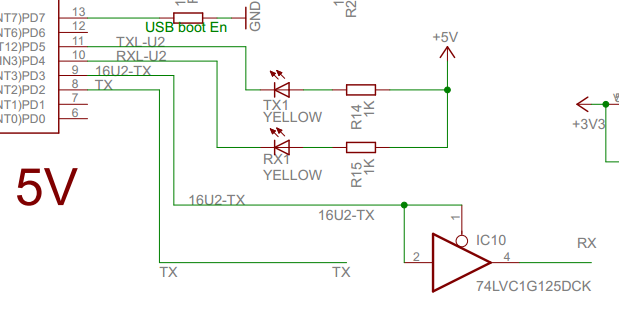 NT7)PD7 13
NT6)PD6 12
T12)PD5 11
IN3)PD4 10
NT3)PD3 9
NT2)PD2 8
NT1)PD1 7
NT0)PD0 6
USB boot En
GND
R2
TXL-U2
RXL-U2
16U2-TX
TX
+5V
TX1
YELLOW
R14
1K
RX1
YELLOW
R15
1K
+3V3
5V
16U2-TX
16U2-TX
1
IC10
2
4
RX
74LVC1G125DCK
TX
TX